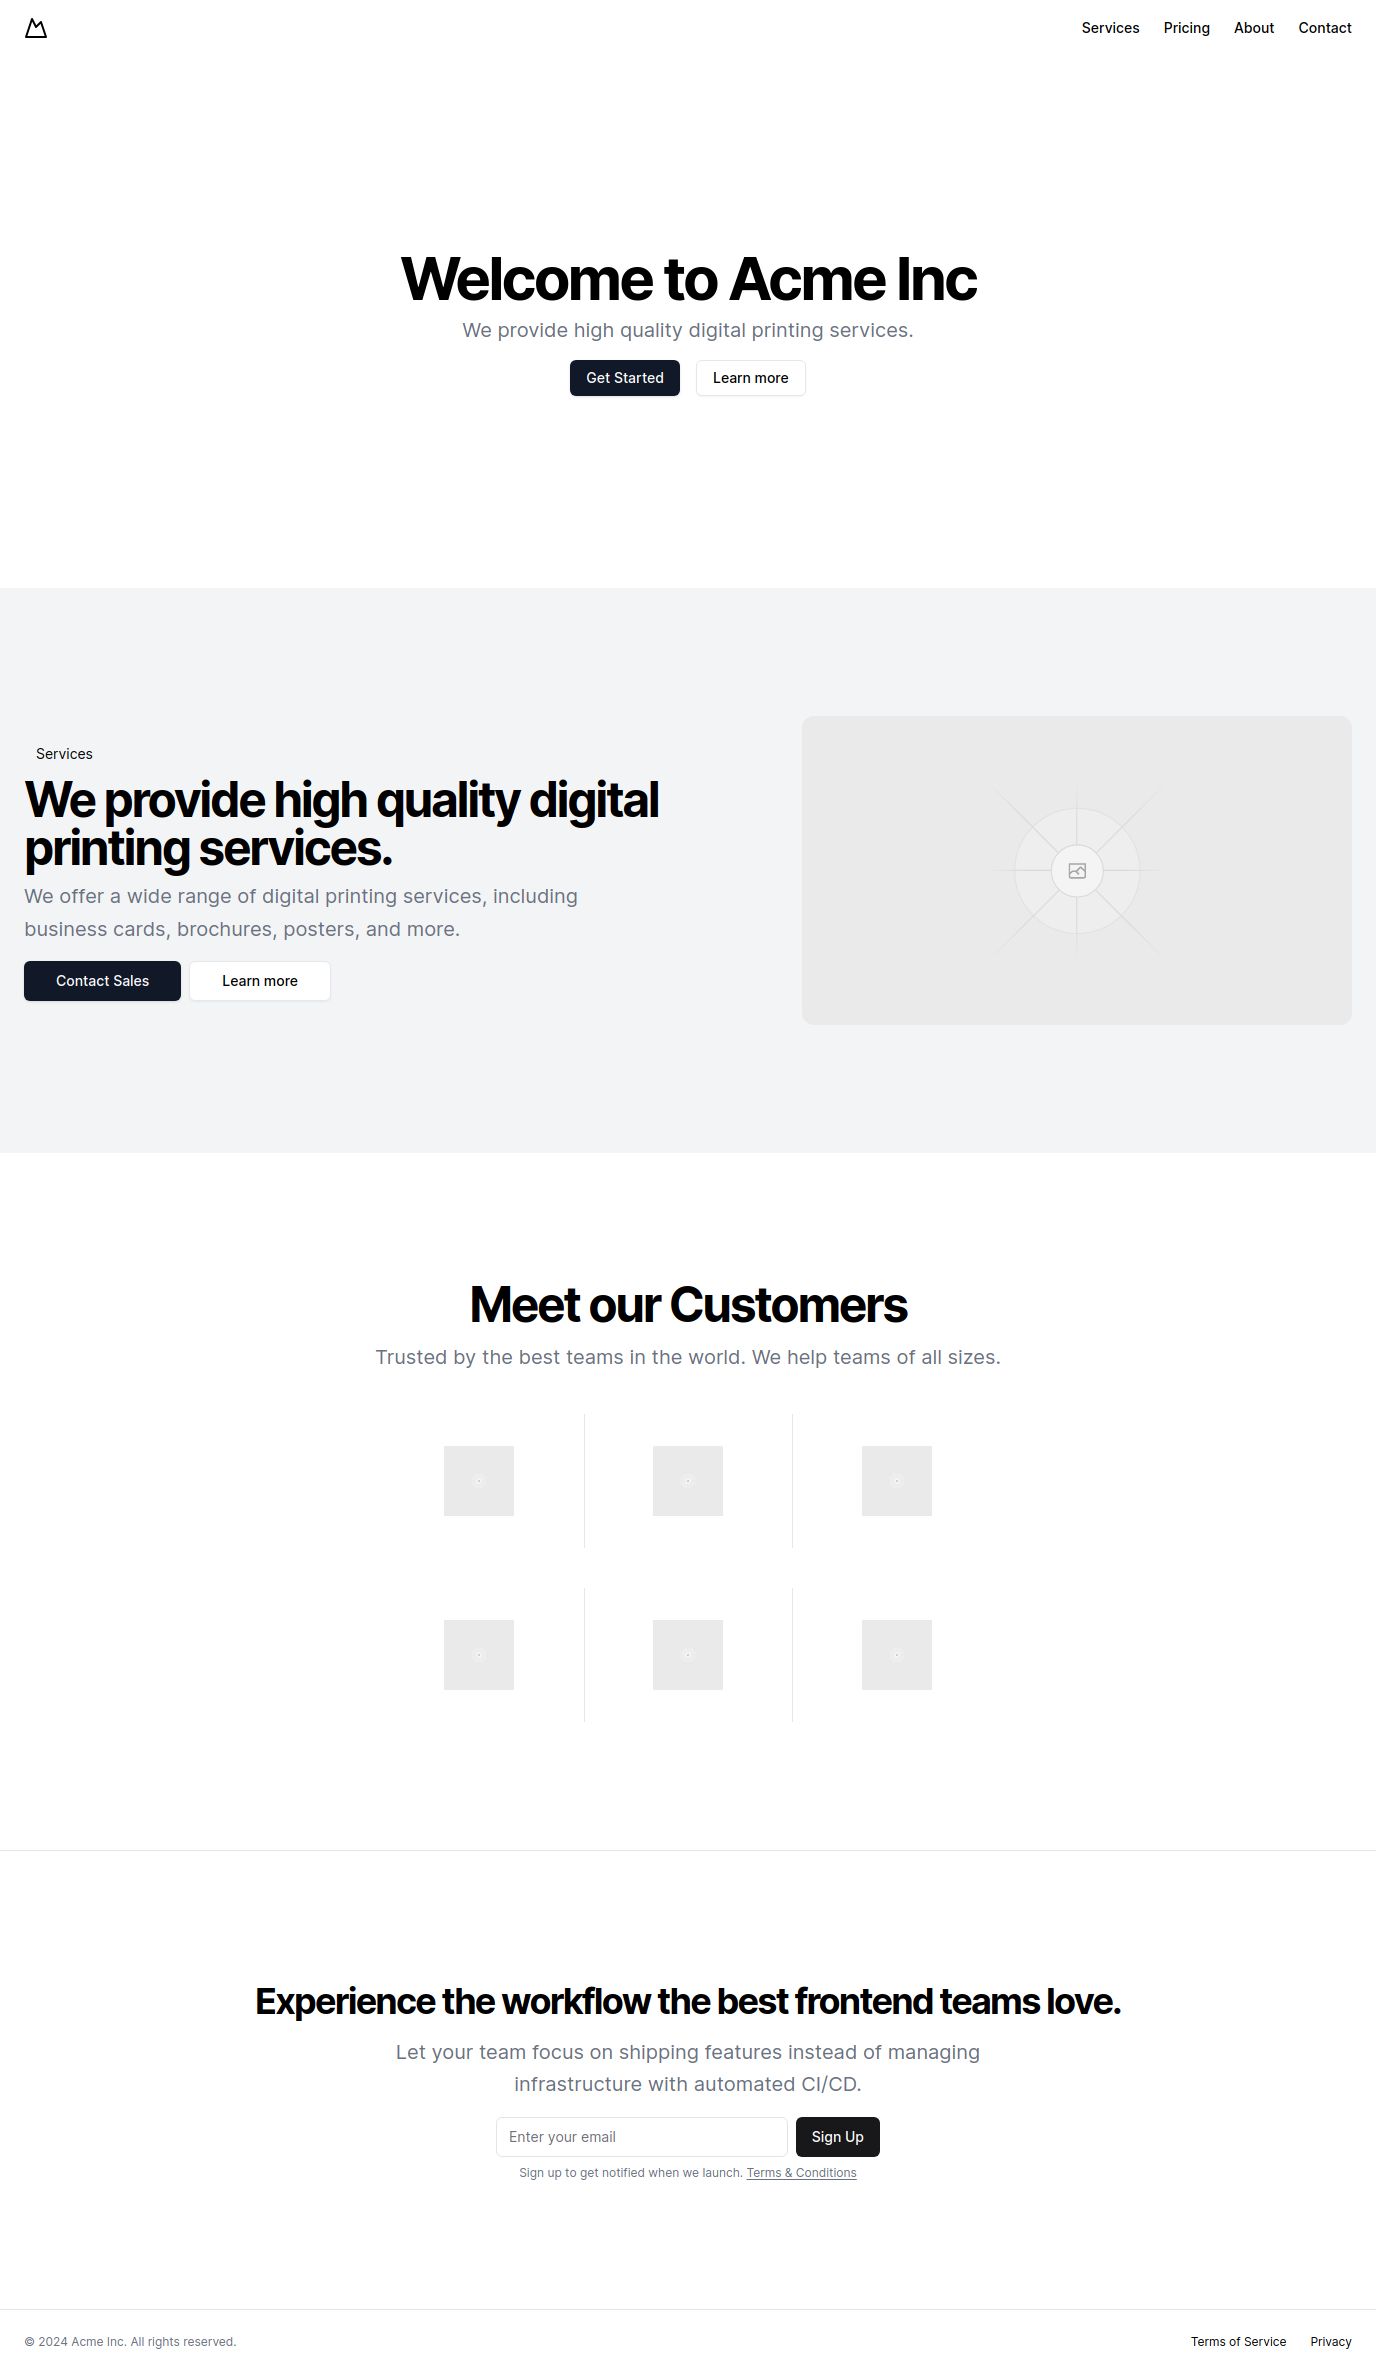 Services Pricing About Contact
Welcome to Acme Inc
We provide high quality digital printing services.
Get Started Learn more
Services
We provide high quality digital
printing services.
We offer a wide range of digital printing services, including
business cards, brochures, posters, and more.
Contact Sales Learn more
Meet our Customers
Trusted by the best teams in the world. We help teams of all sizes.
Experience the workflow the best frontend teams love.
Let your team focus on shipping features instead of managing
infrastructure with automated CI/CD.
Enter your email Sign Up
Sign up to get notified when we launch. Terms & Conditions
© 2024 Acme Inc. All rights reserved. Terms of Service Privacy